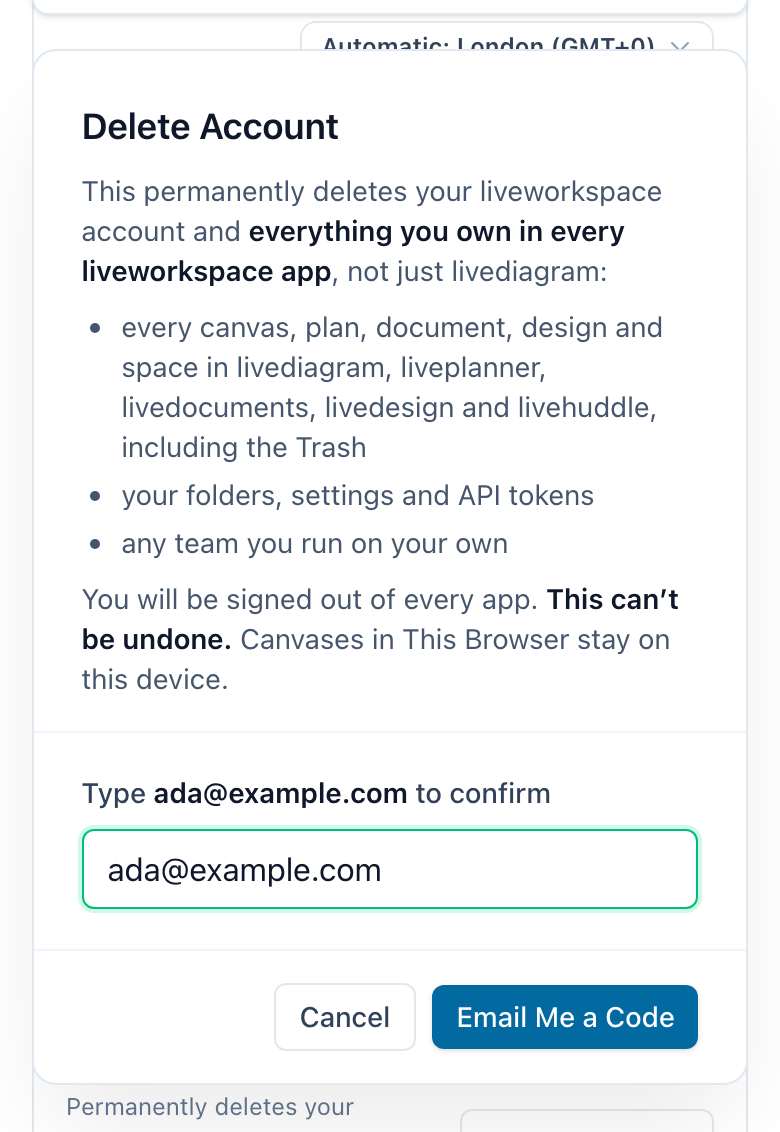 Automatic: London (GMT+0)
Delete Account
This permanently deletes your liveworkspace
account and everything you own in every
liveworkspace app, not just livediagram:
• every canvas, plan, document, design and
space in livediagram, liveplanner,
livedocuments, livedesign and livehuddle,
including the Trash
• your folders, settings and API tokens
• any team you run on your own
You will be signed out of every app. This can’t
be undone. Canvases in This Browser stay on
this device.
Type ada@example.com to confirm
ada@example.com
Cancel
Email Me a Code
Permanently deletes your